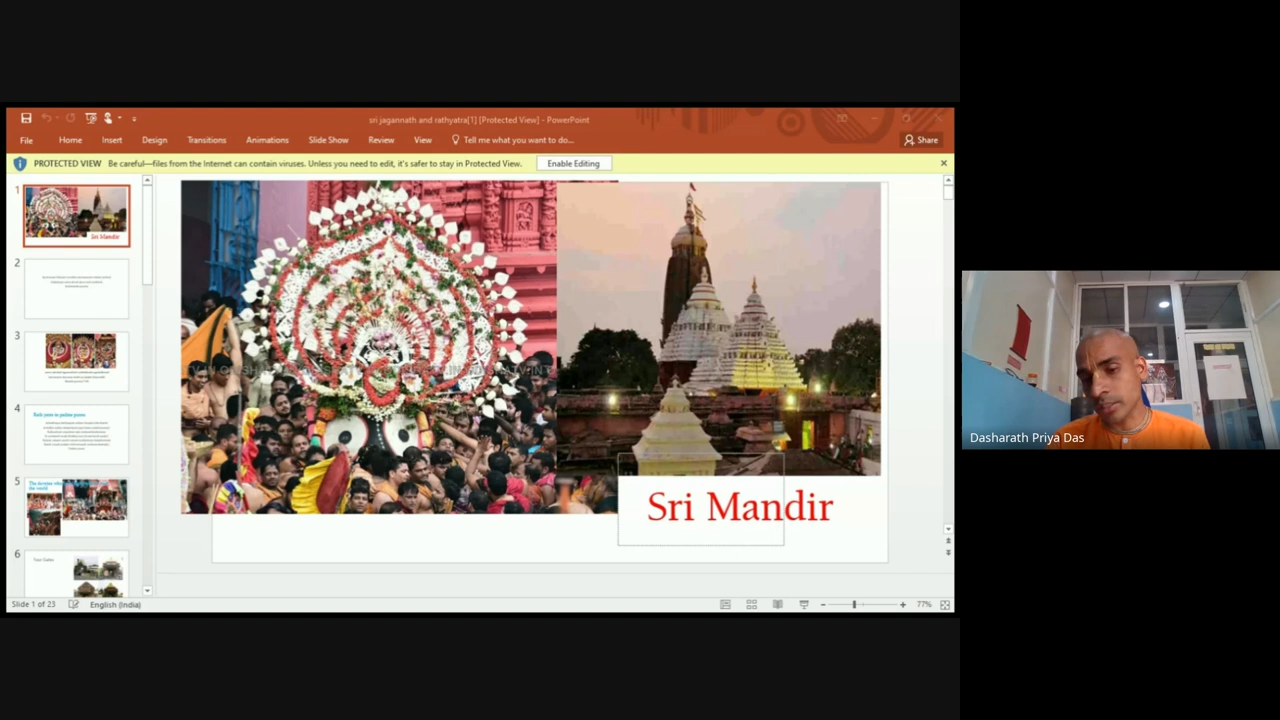 sri jagannath and rathyatra[1] [Protected View] - PowerPoint
File Home Insert Design Transitions Animations Slide Show Review View Tell me what you want to do... Share
PROTECTED VIEW Be careful—files from the Internet can contain viruses. Unless you need to edit, it's safer to stay in Protected View. Enable Editing
1
Sri Mandir
2
3
4
5
6
Four Gates
Sri Mandir
Dasharath Priya Das
Slide 1 of 23 English (India) 77%